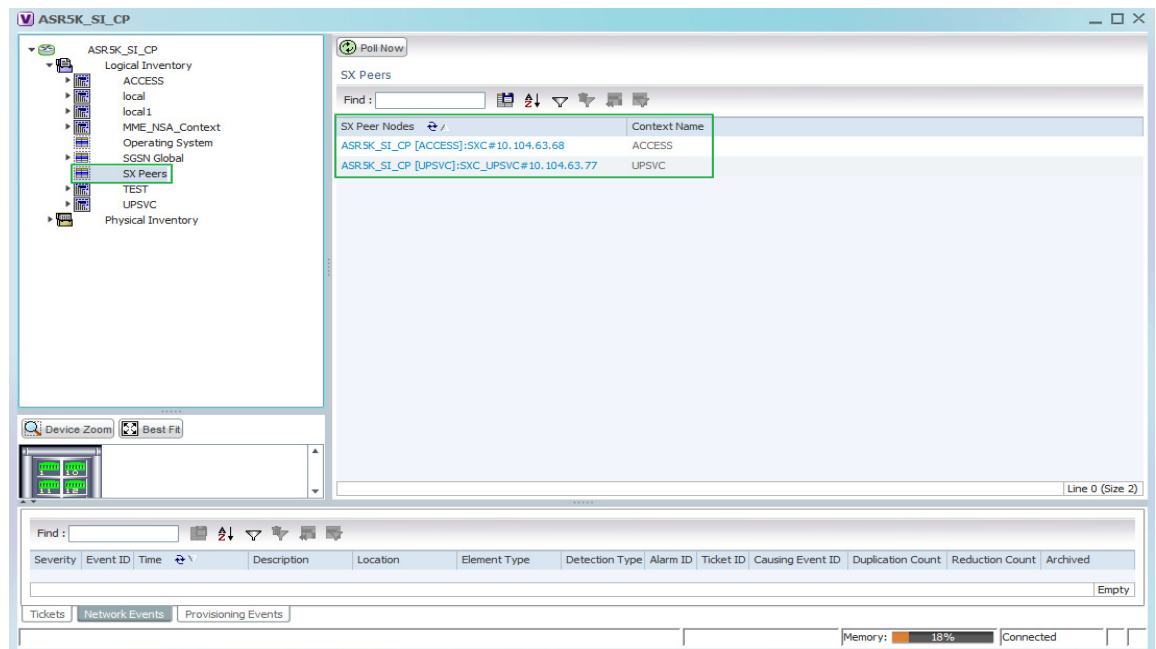 ASR5K_SI_CP
ASR5K_SI_CP
Logical Inventory
ACCESS
local
local1
MME_NSA_Context
Operating System
SGSN Global
SX Peers
TEST
UPSVC
Physical Inventory
Device Zoom Best Fit
1 10
11 12
Poll Now
SX Peers
Find :
SX Peer Nodes Context Name
ASR5K_SI_CP [ACCESS]:SXC#10.104.63.68 ACCESS
ASR5K_SI_CP [UPSVC]:SXC_UPSVC#10.104.63.77 UPSVC
Line 0 (Size 2)
Find :
Severity Event ID Time Description Location Element Type Detection Type Alarm ID Ticket ID Causing Event ID Duplication Count Reduction Count Archived
Empty
Tickets Network Events Provisioning Events
Memory: 18% Connected